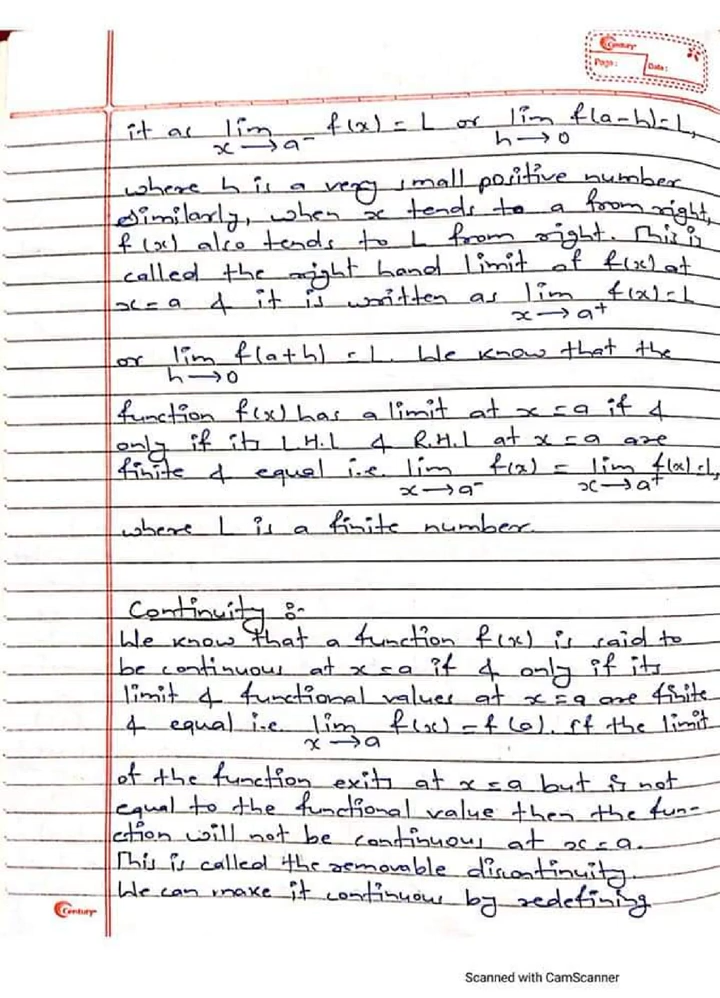 Century
Page: Date:
it as lim x→a⁻ f(x) = L or lim h→0 f(a-h)=L,
where h is a very small positive number
similarly, when x tends to a from right,
f(x) also tends to L from right. This is
called the right hand limit of f(x) at
x=a & it is written as lim x→a⁺ f(x)=L
or lim h→0 f(a+h) = L. We know that the
function f(x) has a limit at x=a if &
only if its L.H.L & R.H.L at x=a are
finite & equal i.e. lim x→a⁻ f(x) = lim x→a⁺ f(x)=L,
where L is a finite number.
Continuity :-
We know that a function f(x) is said to
be continuous at x=a if & only if its
limit & functional values at x=a are finite
& equal i.e. lim x→a f(x)=f(a). If the limit
of the function exits at x=a but is not
equal to the functional value then the fun-
ction will not be continuous at x=a.
This is called the removable discontinuity.
We can make it continuous by redefining
Century
Scanned with CamScanner